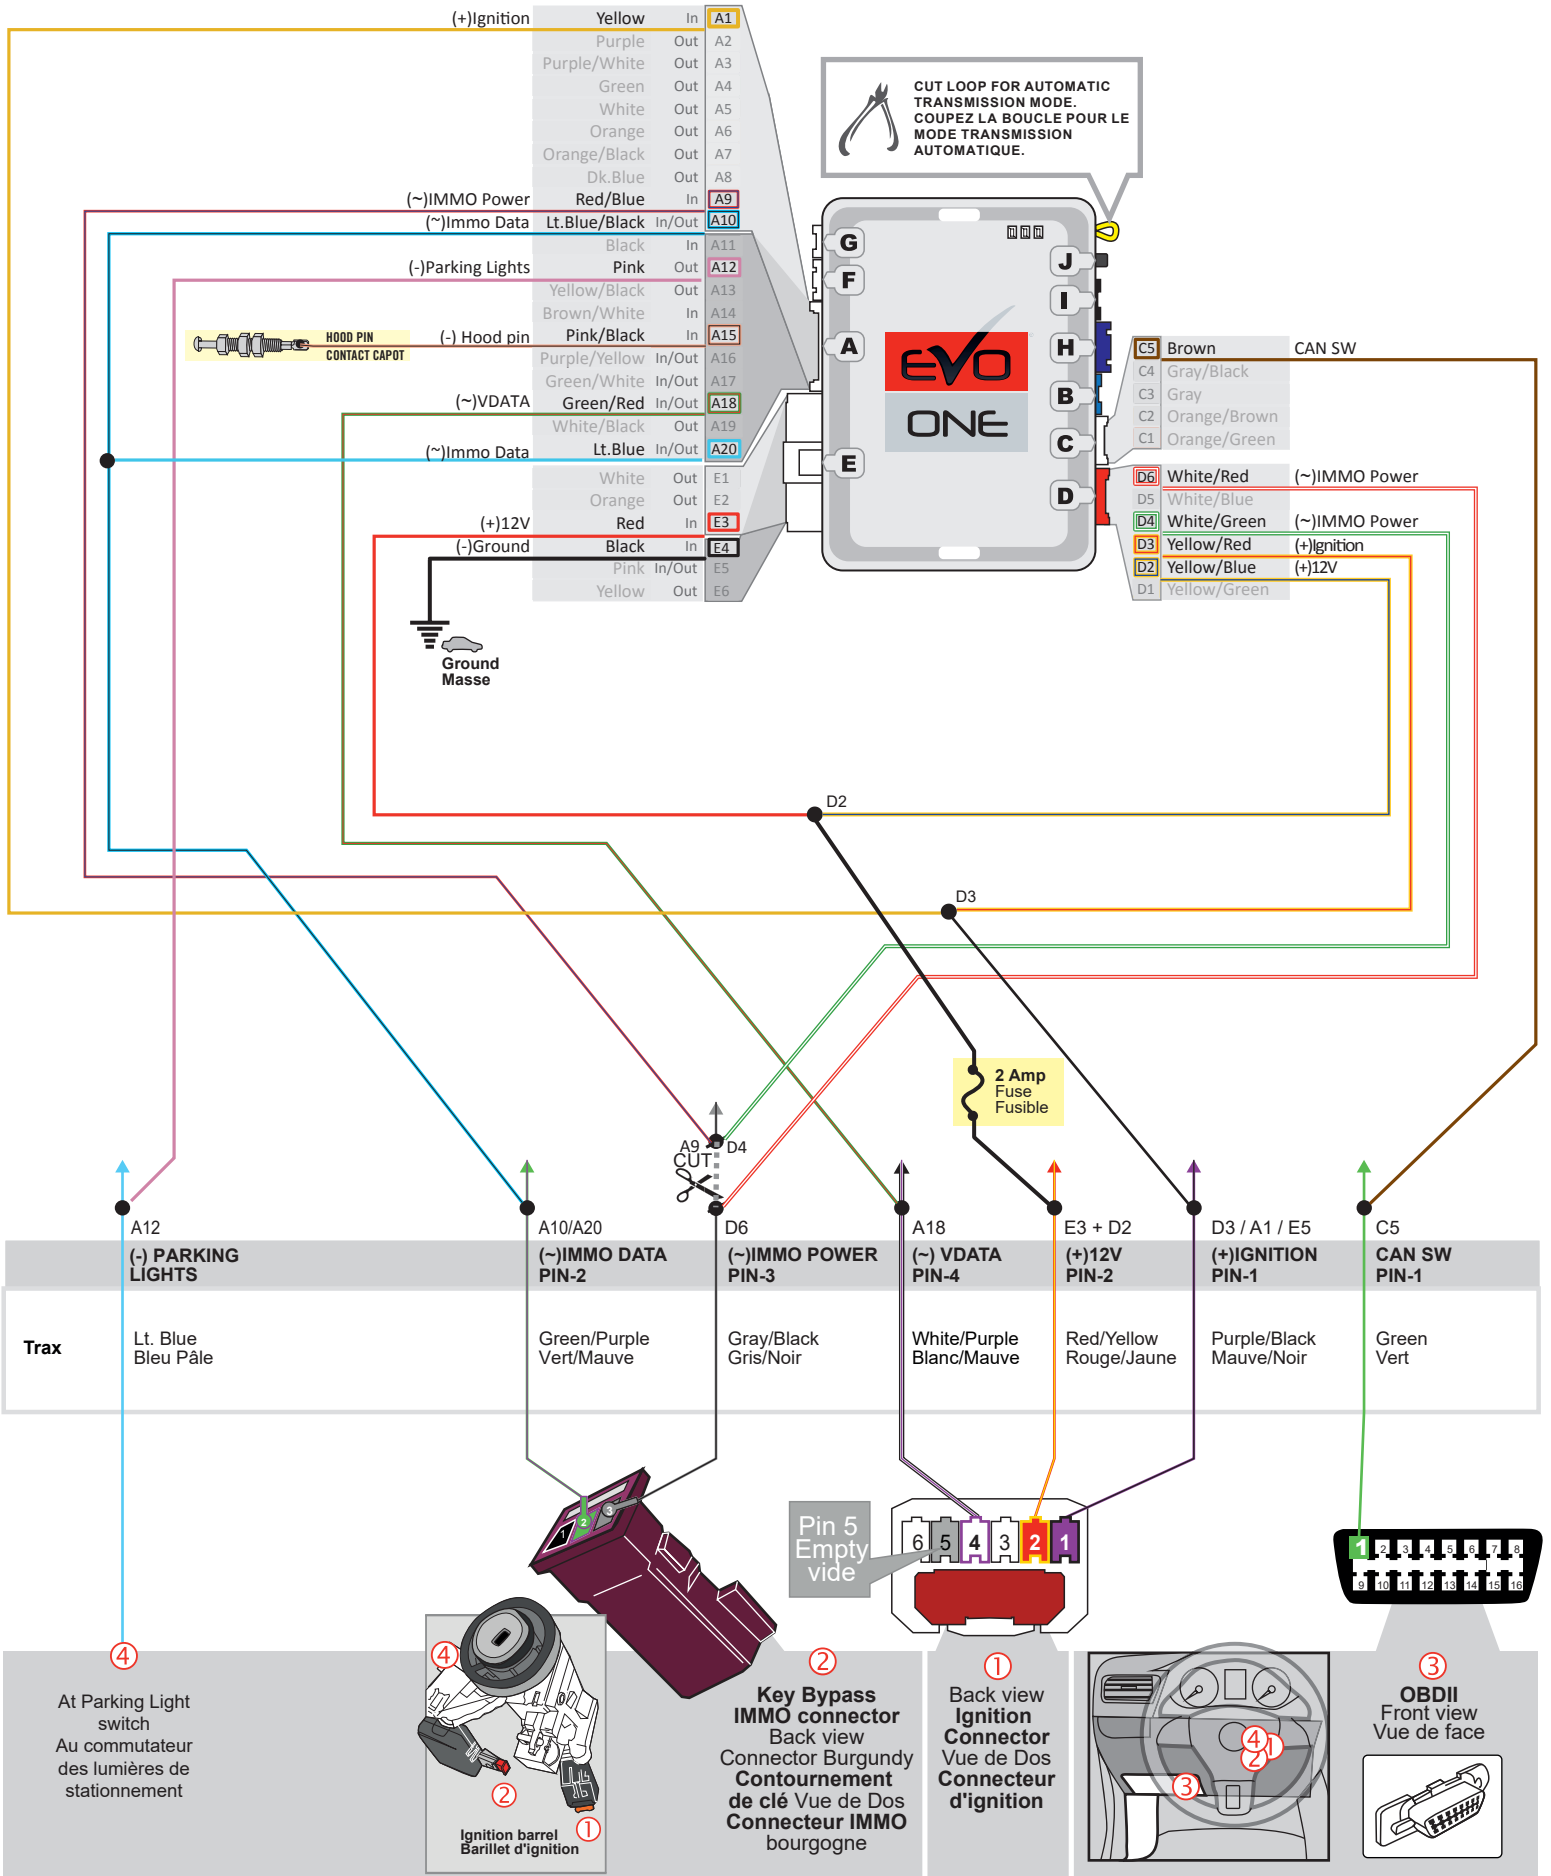 (+)Ignition Yellow In A1
Purple Out A2
Purple/White Out A3
Green Out A4
White Out A5
Orange Out A6
Orange/Black Out A7
Dk.Blue Out A8
(~)IMMO Power Red/Blue In A9
(~)Immo Data Lt.Blue/Black In/Out A10
Black In A11
(-)Parking Lights Pink Out A12
Yellow/Black Out A13
Brown/White In A14
(-) Hood pin Pink/Black In A15
Purple/Yellow In/Out A16
Green/White In/Out A17
(~)VDATA Green/Red In/Out A18
White/Black Out A19
(~)Immo Data Lt.Blue In/Out A20
White Out E1
Orange Out E2
(+)12V Red In E3
(-)Ground Black In E4
Pink In/Out E5
Yellow Out E6
HOOD PIN
CONTACT CAPOT
Ground
Masse
CUT LOOP FOR AUTOMATIC
TRANSMISSION MODE.
COUPEZ LA BOUCLE POUR LE
MODE TRANSMISSION
AUTOMATIQUE.
G
F
A
E
J
I
H
B
C
D
EVO
ONE
C5 Brown CAN SW
C4 Gray/Black
C3 Gray
C2 Orange/Brown
C1 Orange/Green
D6 White/Red (~)IMMO Power
D5 White/Blue
D4 White/Green (~)IMMO Power
D3 Yellow/Red (+)Ignition
D2 Yellow/Blue (+)12V
D1 Yellow/Green
D2
D3
2 Amp
Fuse
Fusible
A9 D4
CUT
A12 A10/A20 D6 A18 E3 + D2 D3 / A1 / E5 C5
(-) PARKING
LIGHTS
(~)IMMO DATA
PIN-2
(~)IMMO POWER
PIN-3
(~) VDATA
PIN-4
(+)12V
PIN-2
(+)IGNITION
PIN-1
CAN SW
PIN-1
Trax
Lt. Blue
Bleu Pâle
Green/Purple
Vert/Mauve
Gray/Black
Gris/Noir
White/Purple
Blanc/Mauve
Red/Yellow
Rouge/Jaune
Purple/Black
Mauve/Noir
Green
Vert
1 2 3
Pin 5
Empty
vide
6 5 4 3 2 1
1 2 3 4 5 6 7 8
9 10 11 12 13 14 15 16
4
At Parking Light
switch
Au commutateur
des lumières de
stationnement
4
2
1
Ignition barrel
Barillet d'ignition
2
Key Bypass
IMMO connector
Back view
Connector Burgundy
Contournement
de clé Vue de Dos
Connecteur IMMO
bourgogne
1
Back view
Ignition
Connector
Vue de Dos
Connecteur
d'ignition
4
2 1
3
3
OBDII
Front view
Vue de face